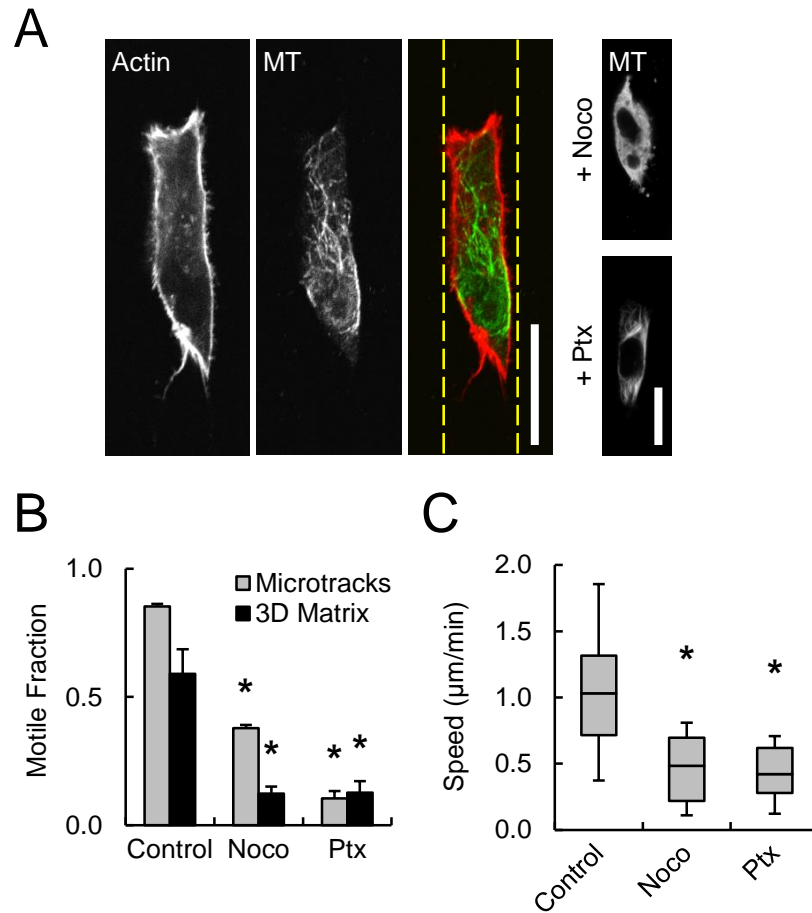 A
Actin
MT
MT
+ Noco
+ Ptx
B
1.0
0.5
0.0
Motile Fraction
Microtracks
3D Matrix
*
*
*
*
Control
Noco
Ptx
C
2.0
1.5
1.0
0.5
0.0
Speed (μm/min)
*
*
Control
Noco
Ptx